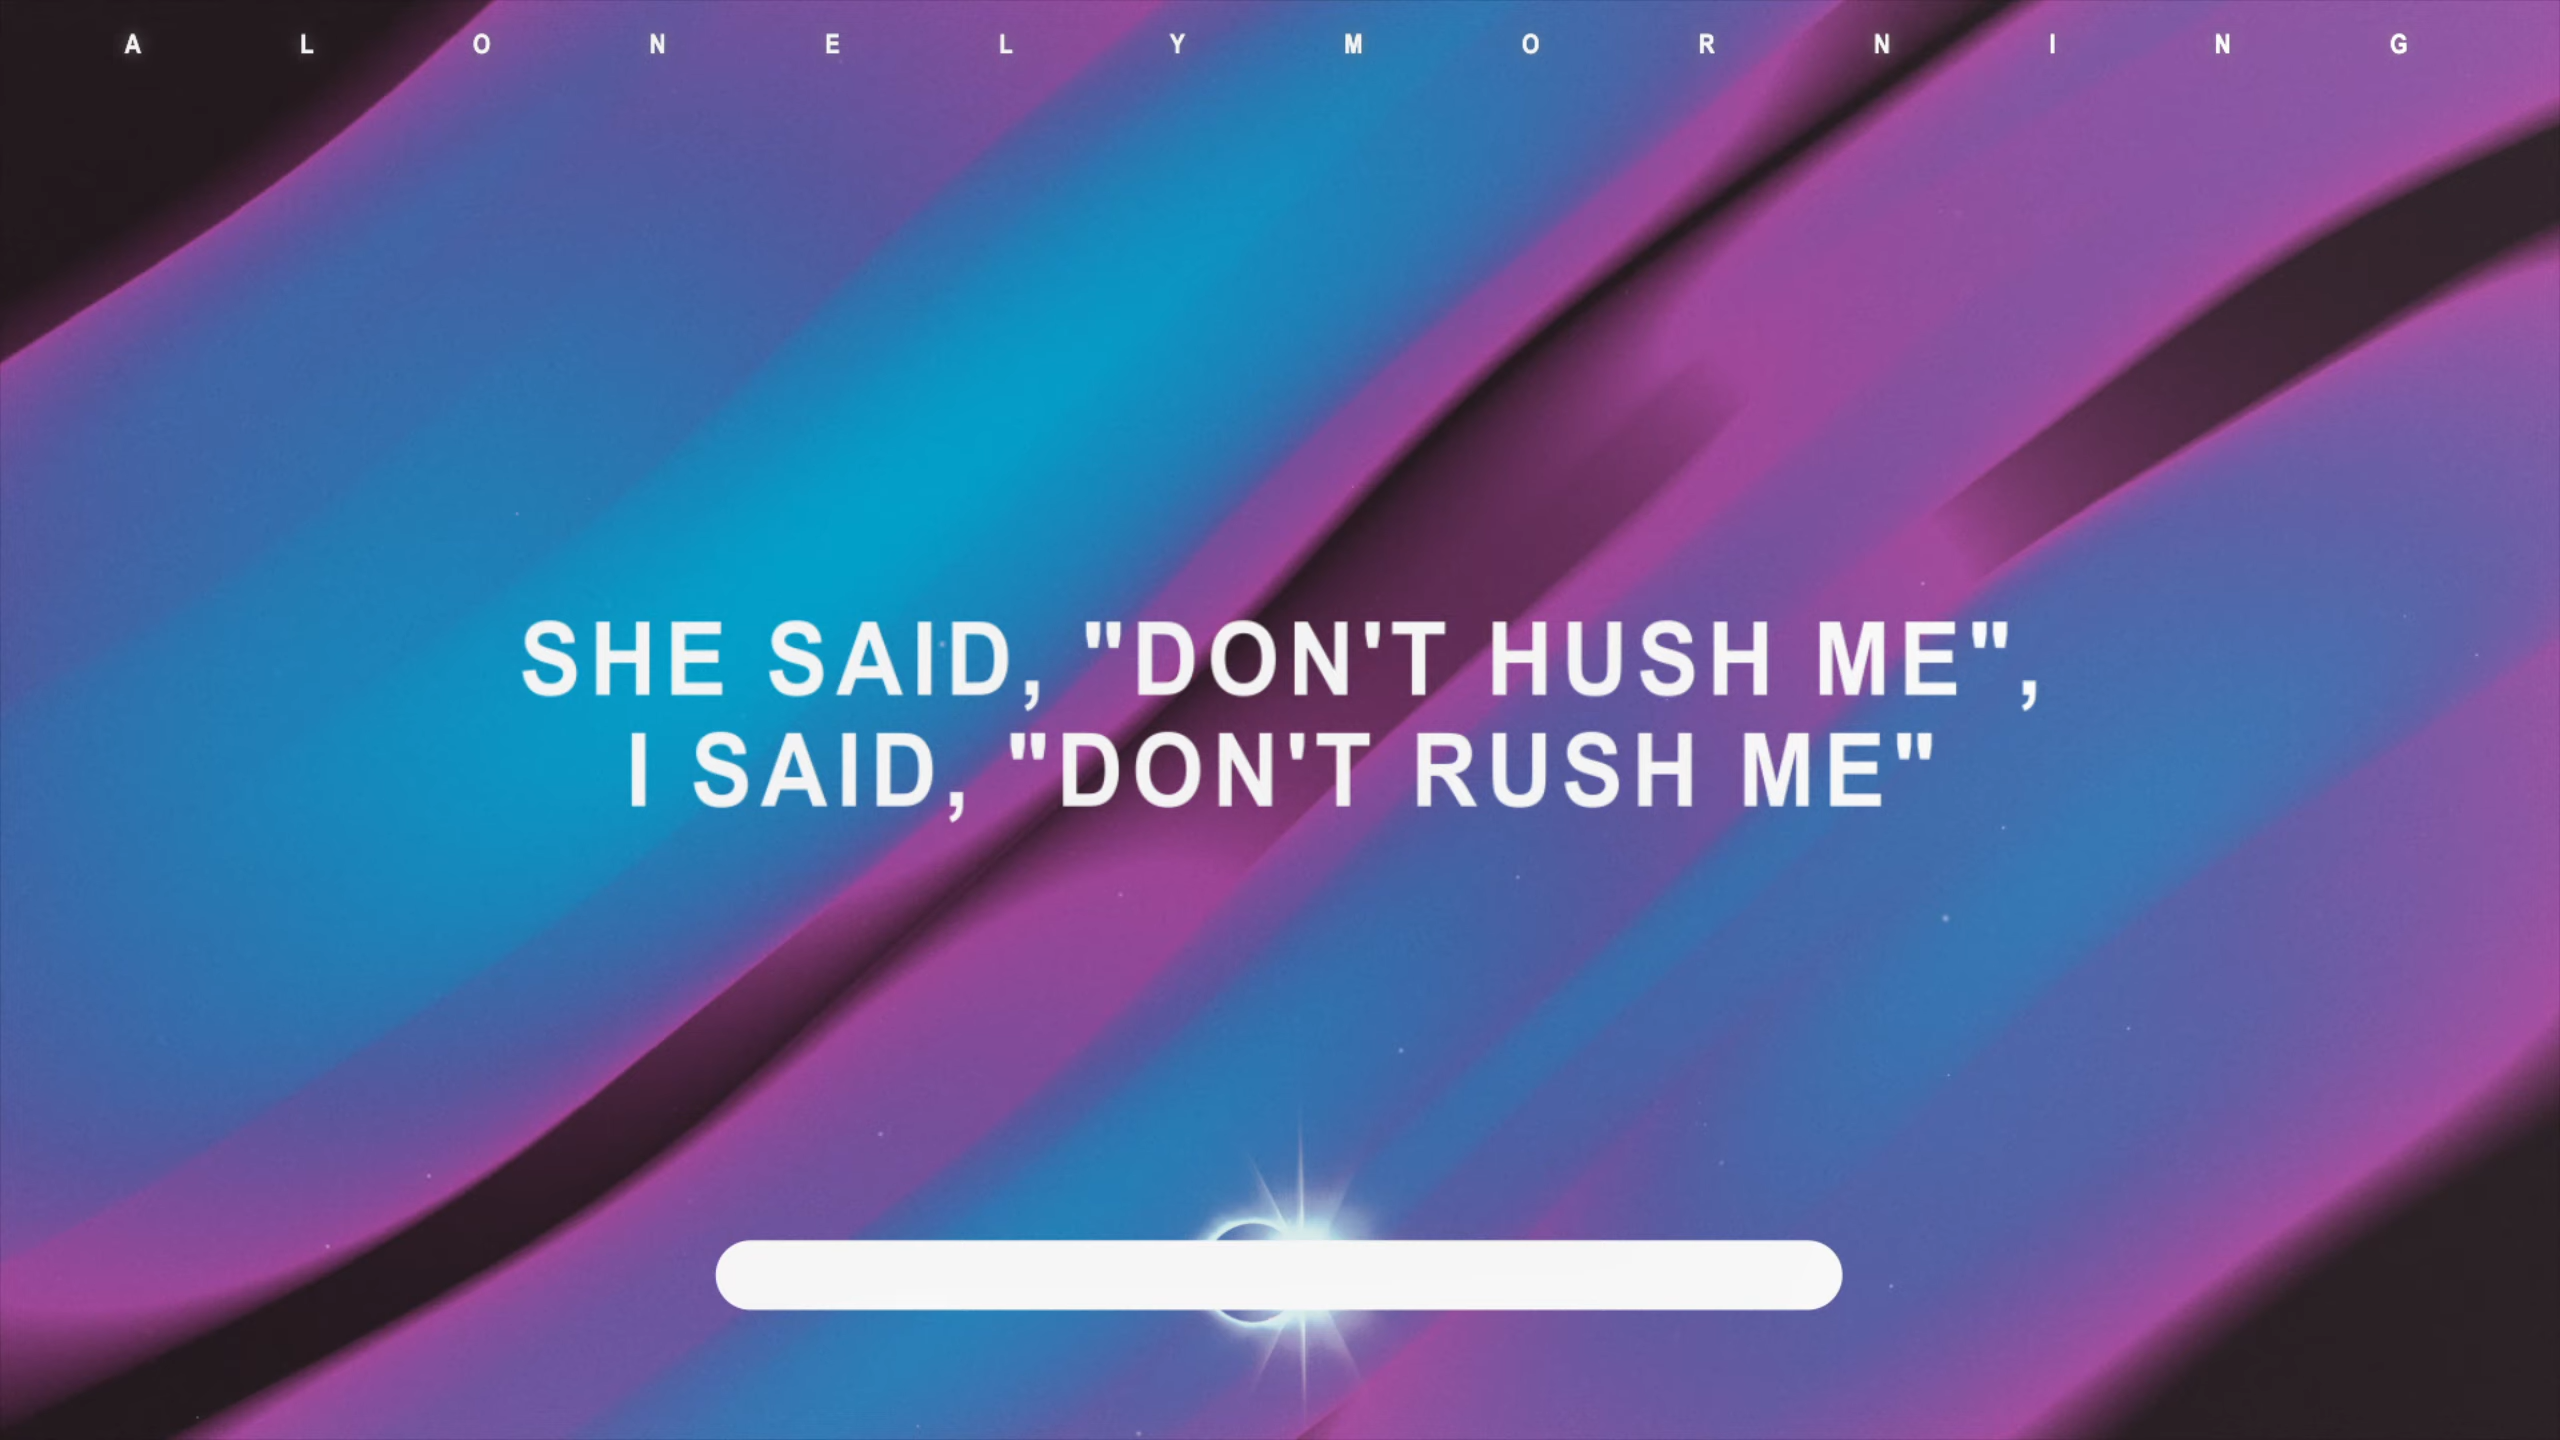 A L O N E L Y M O R N I N G
SHE SAID, "DON'T HUSH ME",
I SAID, "DON'T RUSH ME"